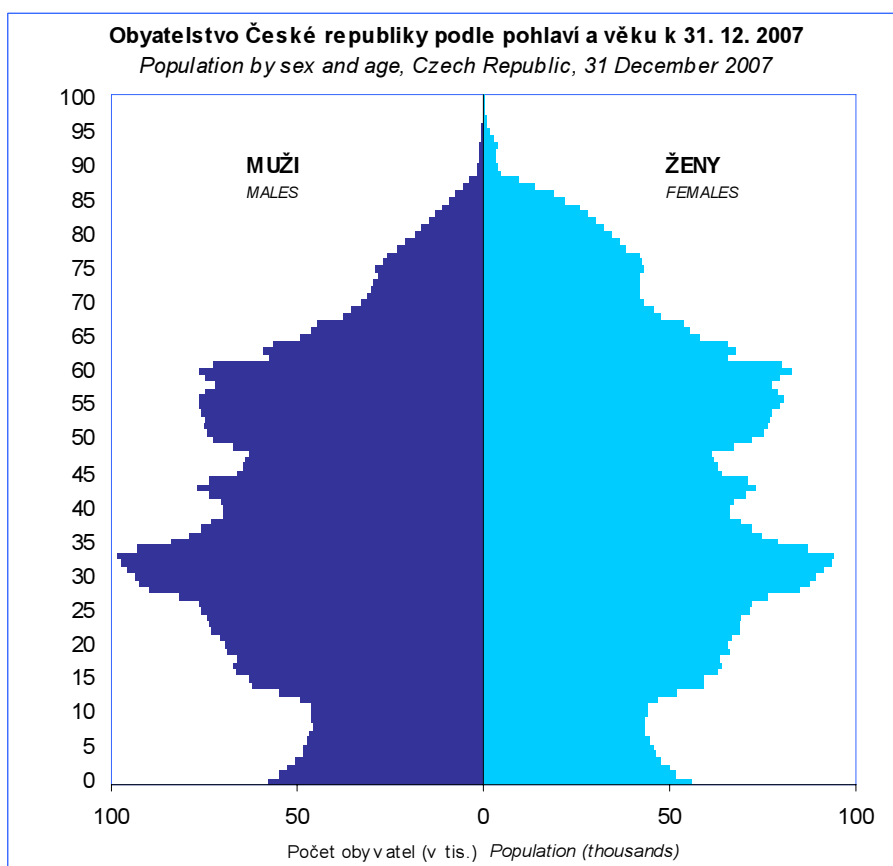 Obyvatelstvo České republiky podle pohlaví a věku k 31. 12. 2007
Population by sex and age, Czech Republic, 31 December 2007
100
95
90
85
80
75
70
65
60
55
50
45
40
35
30
25
20
15
10
5
0
MUŽI
MALES
ŽENY
FEMALES
100 50 0 50 100
Počet obyvatel (v tis.) Population (thousands)